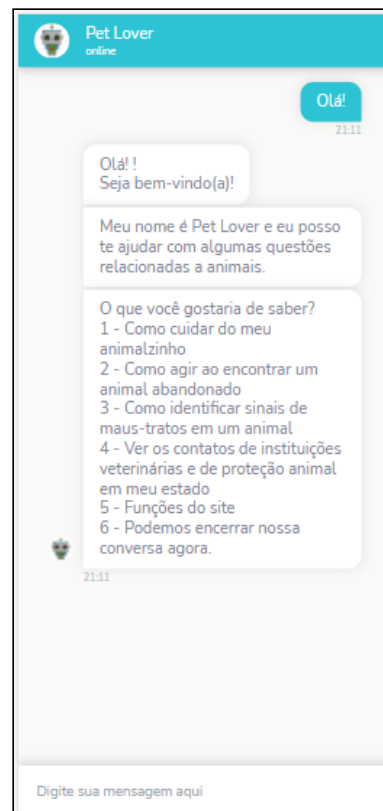 Pet Lover
online
Olá!
21:11
Olá! !
Seja bem-vindo(a)!
Meu nome é Pet Lover e eu posso
te ajudar com algumas questões
relacionadas a animais.
O que você gostaria de saber?
1 - Como cuidar do meu
animalzinho
2 - Como agir ao encontrar um
animal abandonado
3 - Como identificar sinais de
maus-tratos em um animal
4 - Ver os contatos de instituições
veterinárias e de proteção animal
em meu estado
5 - Funções do site
6 - Podemos encerrar nossa
conversa agora.
21:11
Digite sua mensagem aqui